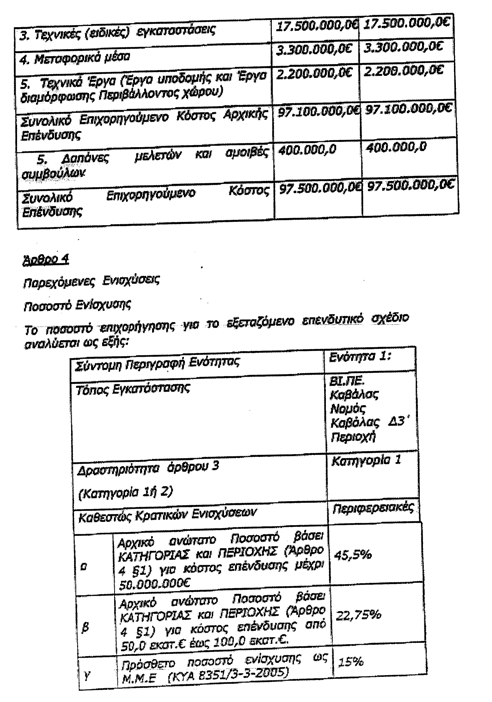 3. Τεχνικές (ειδικές) εγκαταστάσεις 17.500.000,0€ 17.500.000,0€
4. Μεταφορικά μέσα 3.300.000,0€ 3.300.000,0€
5. Τεχνικά Έργα (Έργα υποδομής και Έργα 2.200.000,0€ 2.200.000,0€
διαμόρφωσης Περιβάλλοντος χώρου)
Συνολικό Επιχορηγούμενο Κόστος Αρχικής 97.100.000,0€ 97.100.000,0€
Επένδυσης
5. Δαπάνες μελετών και αμοιβές 400.000,0 400.000,0
συμβούλων
Συνολικό Επιχορηγούμενο Κόστος 97.500.000,0€ 97.500.000,0€
Επένδυσης
Άρθρο 4
Παρεχόμενες Ενισχύσεις
Ποσοστό Ενίσχυσης
Το ποσοστό επιχορήγησης για το εξεταζόμενο επενδυτικό σχέδιο
αναλύεται ως εξής:
Σύντομη Περιγραφή Ενότητας Ενότητα 1:
Τόπος Εγκατάστασης ΒΙ.ΠΕ.
Καβάλας
Νομός
Καβάλας Δ3΄
Περιοχή
Δραστηριότητα άρθρου 3 Κατηγορία 1
(Κατηγορία 1ή 2)
Καθεστώς Κρατικών Ενισχύσεων Περιφερειακές
α Αρχικό ανώτατο Ποσοστό βάσει
ΚΑΤΗΓΟΡΙΑΣ και ΠΕΡΙΟΧΗΣ (Άρθρο
4 §1) για κόστος επένδυσης μέχρι 45,5%
50.000.000€
β Αρχικό ανώτατο Ποσοστό βάσει
ΚΑΤΗΓΟΡΙΑΣ και ΠΕΡΙΟΧΗΣ (Άρθρο
4 §1) για κόστος επένδυσης από 22,75%
50,0 εκατ.€ έως 100,0 εκατ.€.
γ Πρόσθετο ποσοστό ενίσχυσης ως 15%
Μ.Μ.Ε (ΚΥΑ 8351/3-3-2005)